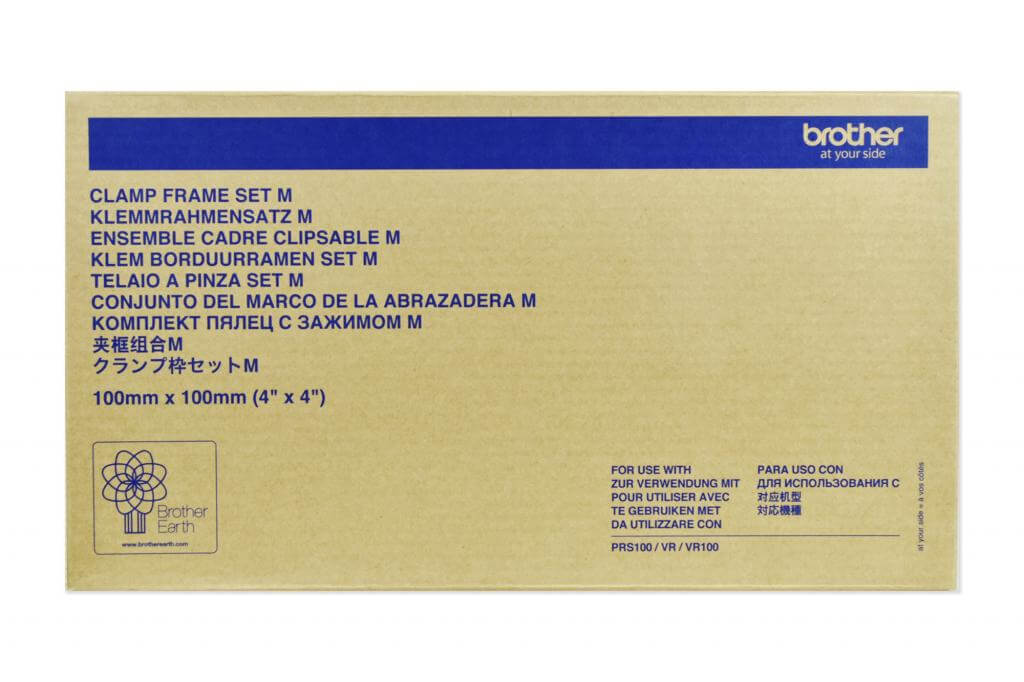 brother
at your side
CLAMP FRAME SET M
KLEMMRAHMENSATZ M
ENSEMBLE CADRE CLIPSABLE M
KLEM BORDUURRAMEN SET M
TELAIO A PINZA SET M
CONJUNTO DEL MARCO DE LA ABRAZADERA M
КОМПЛЕКТ ПЯЛЕЦ С ЗАЖИМОМ M
夹框组合M
クランプ枠セットM
100mm x 100mm (4" x 4")
Brother
Earth
www.brotherearth.com
FOR USE WITH
ZUR VERWENDUNG MIT
POUR UTILISER AVEC
TE GEBRUIKEN MET
DA UTILIZZARE CON
PARA USO CON
ДЛЯ ИСПОЛЬЗОВАНИЯ С
对应机型
対応機種
PRS100 / VR / VR100
at your side = à vos côtés